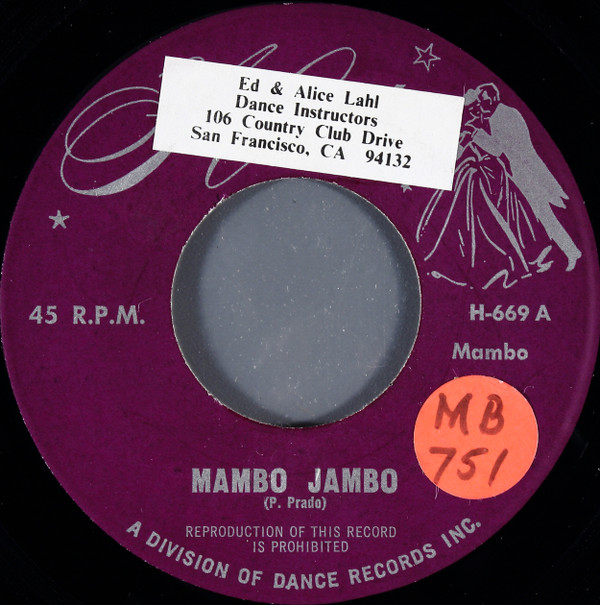 Ed & Alice Lahl
Dance Instructors
106 Country Club Drive
San Francisco, CA 94132
45 R.P.M.
H-669 A
Mambo
MB
751
MAMBO JAMBO
(P. Prado)
REPRODUCTION OF THIS RECORD
IS PROHIBITED
A DIVISION OF DANCE RECORDS INC.